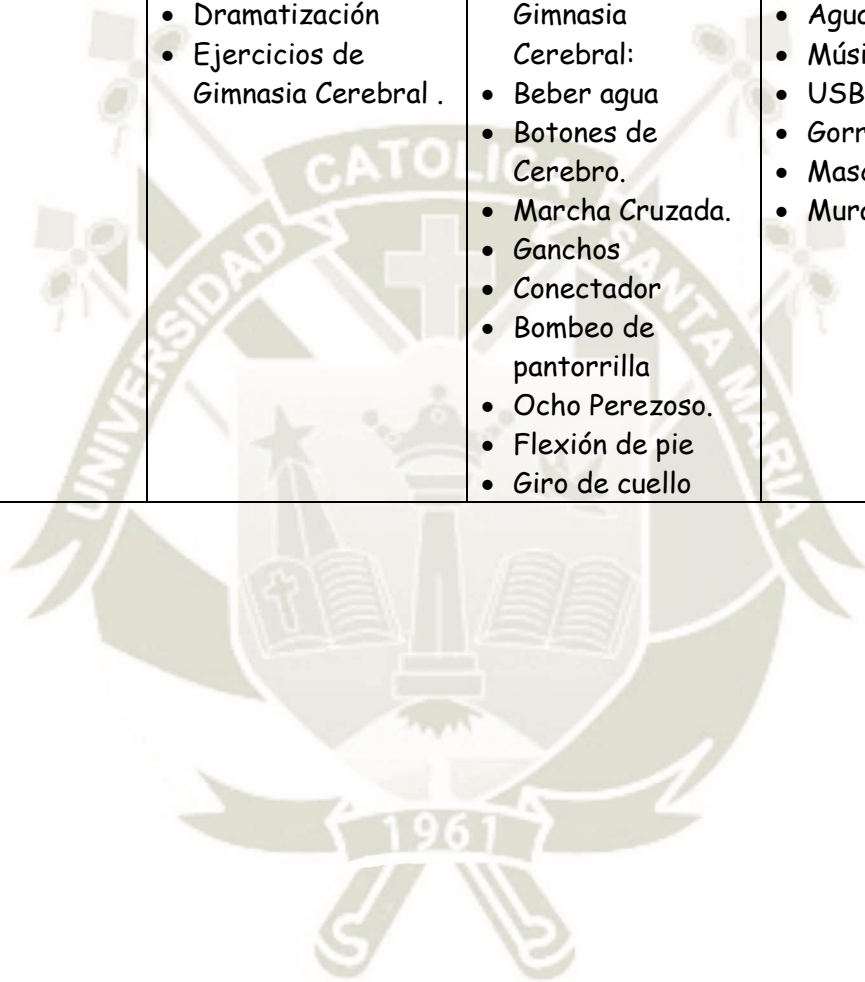 • Dramatización
• Ejercicios de
Gimnasia Cerebral .
Gimnasia
Cerebral:
• Beber agua
• Botones de
Cerebro.
• Marcha Cruzada.
• Ganchos
• Conectador
• Bombeo de
pantorrilla
• Ocho Perezoso.
• Flexión de pie
• Giro de cuello
•
•
• USB
•
•
•
UNIVERSIDAD CATOLICA SANTA MARIA
1961